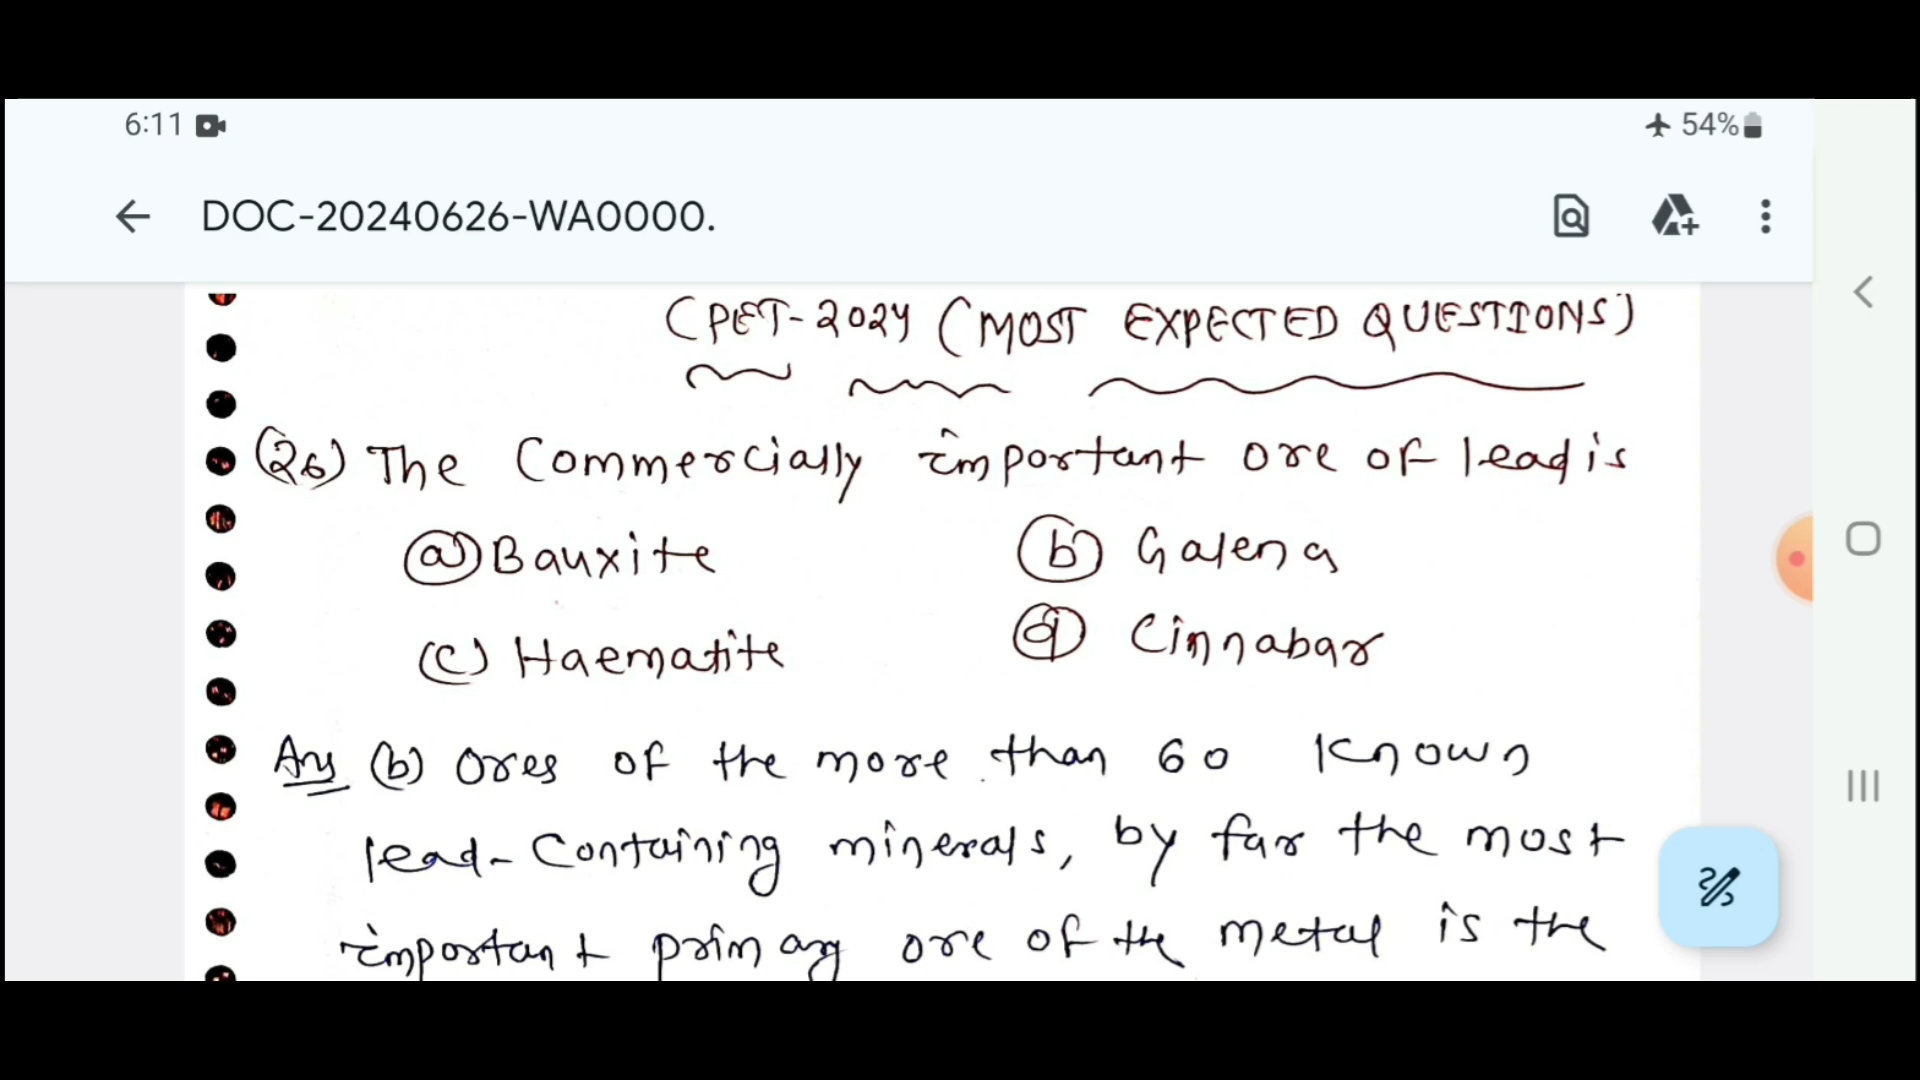 6:11
54%
DOC-20240626-WA0000.
CPET-2024 (MOST EXPECTED QUESTIONS)
(26) The Commercially important ore of lead is
(a) Bauxite
(b) Galena
(c) Haematite
(d) Cinnabar
Ans (b) Ores of the more than 60 known
lead-Containing minerals, by far the most
important primary ore of the metal is the